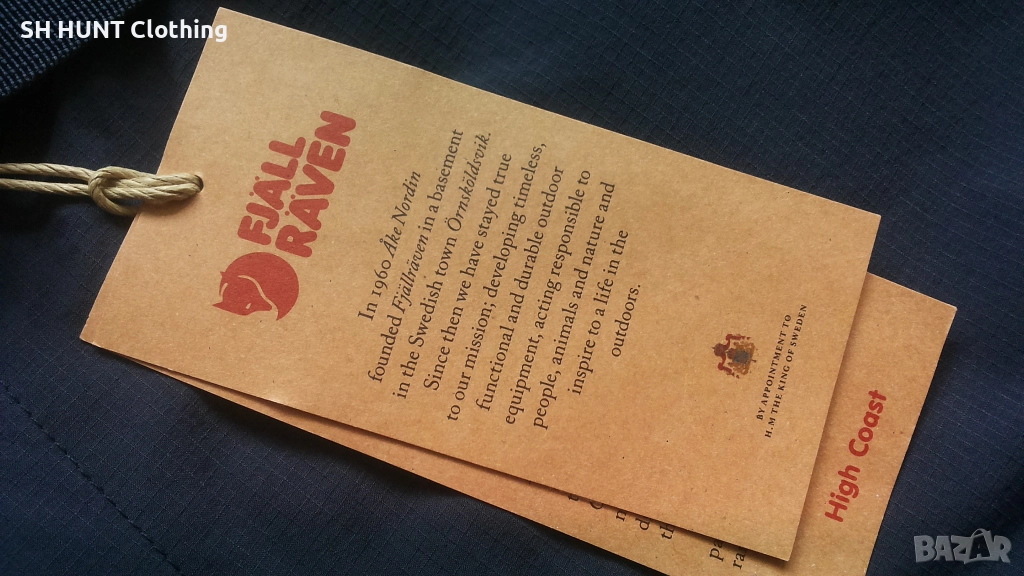 SH HUNT Clothing
FJÄLL
RÄVEN
In 1960 Åke Nordin
founded Fjällräven in a basement
in the Swedish town Örnsköldsvik.
Since then we have stayed true
to our mission; developing timeless,
functional and durable outdoor
equipment, acting responsible to
people, animals and nature and
inspire to a life in the
outdoors.
BY APPOINTMENT TO
H.M THE KING OF SWEDEN
High Coast
BAZAR